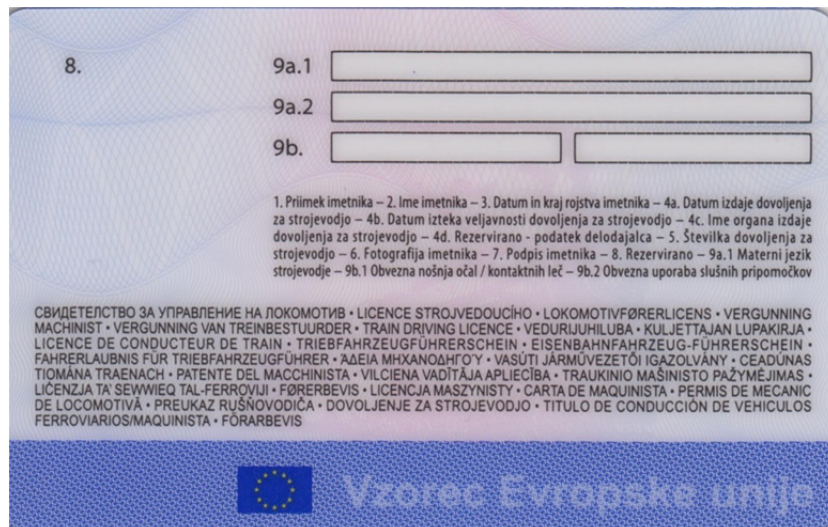 8.
9a.1
9a.2
9b.
1. Priimek imetnika – 2. Ime imetnika – 3. Datum in kraj rojstva imetnika – 4a. Datum izdaje dovoljenja
za strojevodjo – 4b. Datum izteka veljavnosti dovoljenja za strojevodjo – 4c. Ime organa izdaje
dovoljenja za strojevodjo – 4d. Rezervirano - podatek delodajalca – 5. Številka dovoljenja za
strojevodjo – 6. Fotografija imetnika – 7. Podpis imetnika – 8. Rezervirano – 9a.1 Materni jezik
strojevodje – 9b.1 Obvezna nošnja očal / kontaktnih leč – 9b.2 Obvezna uporaba slušnih pripomočkov
СВИДЕТЕЛСТВО ЗА УПРАВЛЕНИЕ НА ЛОКОМОТИВ • LICENCE STROJVEDOUCÍHO • LOKOMOTIVFØRERLICENS • VERGUNNING
MACHINIST • VERGUNNING VAN TREINBESTUURDER • TRAIN DRIVING LICENCE • VEDURIJUHILUBA • KULJETTAJAN LUPAKIRJA •
LICENCE DE CONDUCTEUR DE TRAIN • TRIEBFAHRZEUGFÜHRERSCHEIN • EISENBAHNFAHRZEUG-FÜHRERSCHEIN •
FAHRERLAUBNIS FÜR TRIEBFAHRZEUGFÜHRER • ΆΔΕΙΑ ΜΗΧΑΝΟΔΗΓΟΎ • VASÚTI JÁRMŰVEZETŐI IGAZOLVÁNY • CEADÚNAS
TIOMÁNA TRAENACH • PATENTE DEL MACCHINISTA • VILCIENA VADĪTĀJA APLIECĪBA • TRAUKINIO MAŠINISTO PAŽYMĖJIMAS •
LIĊENZJA TA' SEWWIEQ TAL-FERROVIJI • FØRERBEVIS • LICENCJA MASZYNISTY • CARTA DE MAQUINISTA • PERMIS DE MECANIC
DE LOCOMOTIVĂ • PREUKAZ RUŠŇOVODIČA • DOVOLJENJE ZA STROJEVODJO • TITULO DE CONDUCCIÓN DE VEHICULOS
FERROVIARIOS/MAQUINISTA • FÖRARBEVIS
Vzorec Evropske unije